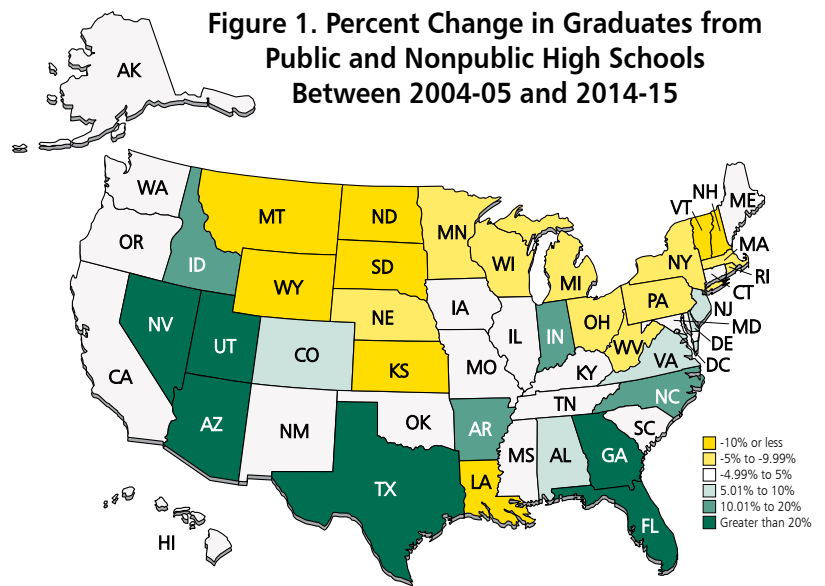 Figure 1. Percent Change in Graduates from
Public and Nonpublic High Schools
Between 2004-05 and 2014-15
AK
WA
OR
CA
NV
ID
MT
WY
UT
AZ
CO
NM
ND
SD
NE
KS
OK
TX
MN
IA
MO
AR
LA
WI
IL
MS
MI
IN
KY
TN
AL
OH
WV
VA
NC
SC
GA
FL
PA
NY
VT
NH
ME
MA
RI
CT
NJ
MD
DE
DC
HI
-10% or less
-5% to -9.99%
-4.99% to 5%
5.01% to 10%
10.01% to 20%
Greater than 20%